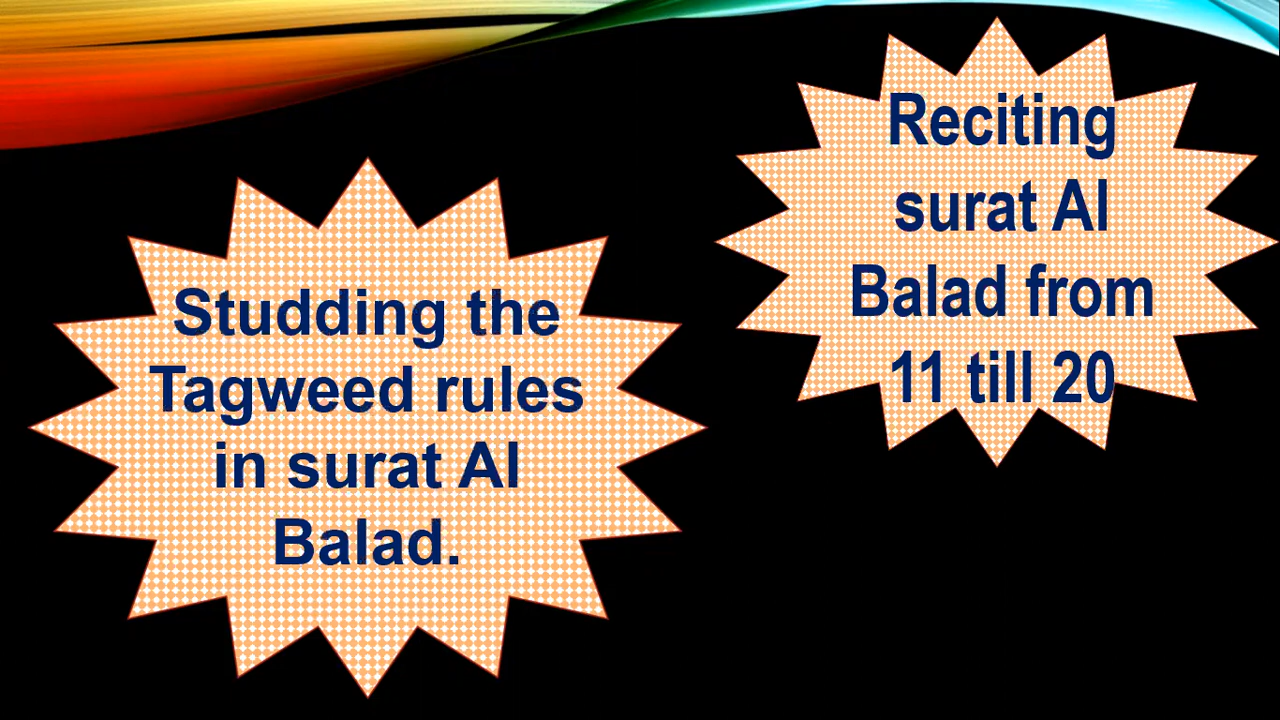 Reciting
surat Al
Balad from
11 till 20
Studding the
Tagweed rules
in surat Al
Balad.